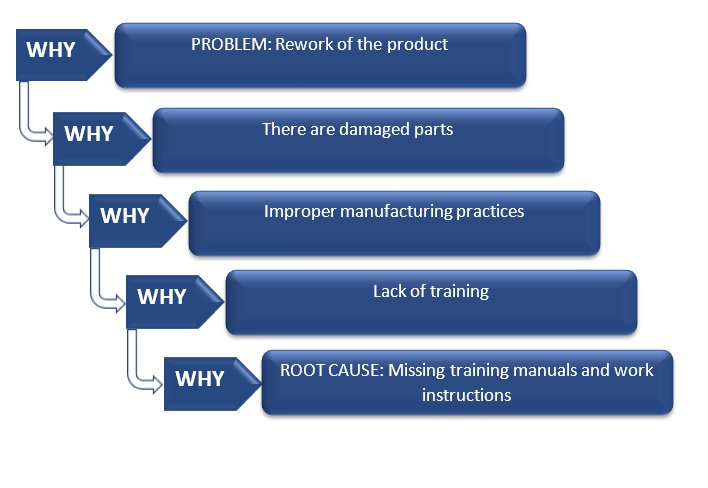 WHY
PROBLEM: Rework of the product
WHY
There are damaged parts
WHY
Improper manufacturing practices
WHY
Lack of training
WHY
ROOT CAUSE: Missing training manuals and work
instructions